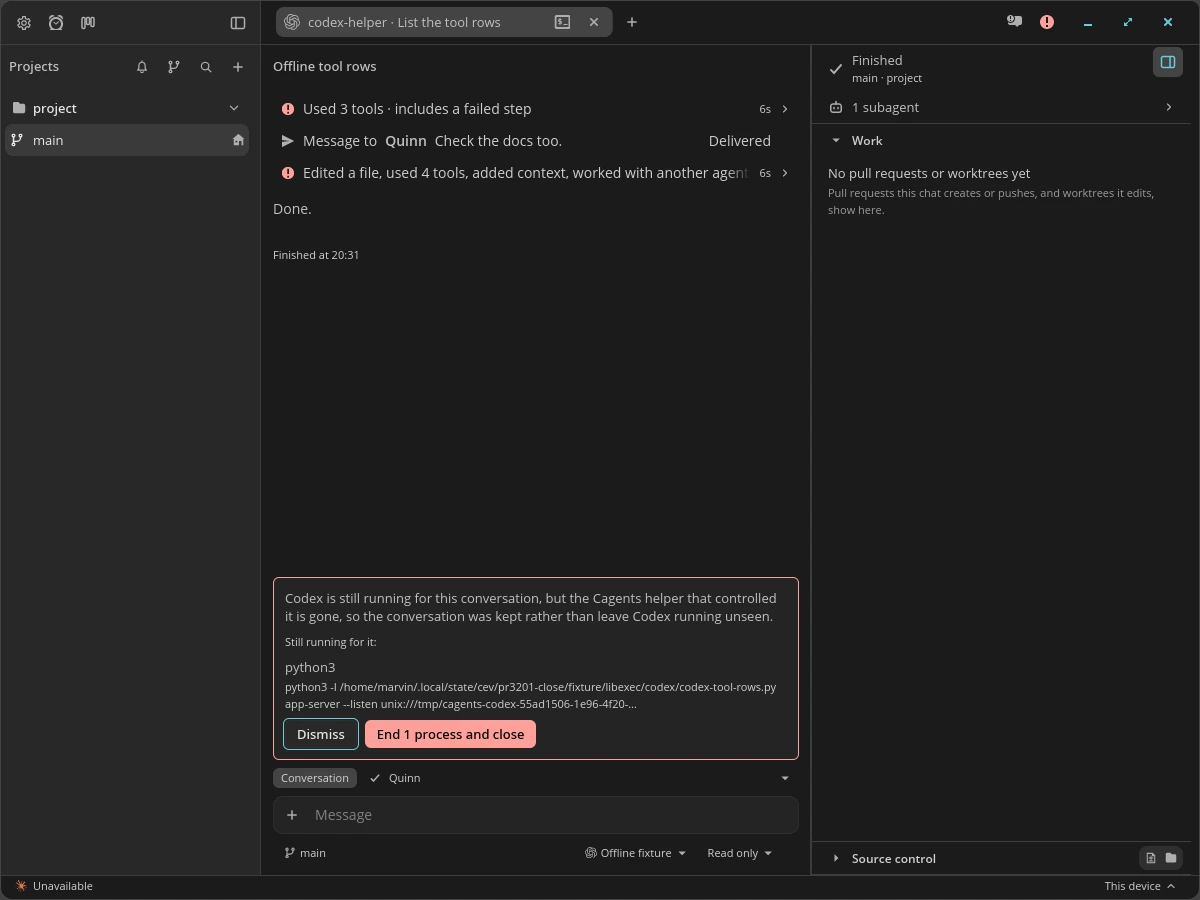 codex-helper · List the tool rows
Projects
project
main
Offline tool rows
Used 3 tools · includes a failed step 6s
Message to Quinn Check the docs too. Delivered
Edited a file, used 4 tools, added context, worked with another agent 6s
Done.
Finished at 20:31
Codex is still running for this conversation, but the Cagents helper that controlled
it is gone, so the conversation was kept rather than leave Codex running unseen.
Still running for it:
python3
python3 -I /home/marvin/.local/state/cev/pr3201-close/fixture/libexec/codex/codex-tool-rows.py
app-server --listen unix:///tmp/cagents-codex-55ad1506-1e96-4f20-...
Dismiss End 1 process and close
Conversation Quinn
Message
main Offline fixture Read only
Finished
main · project
1 subagent
Work
No pull requests or worktrees yet
Pull requests this chat creates or pushes, and worktrees it edits,
show here.
Source control
Unavailable This device